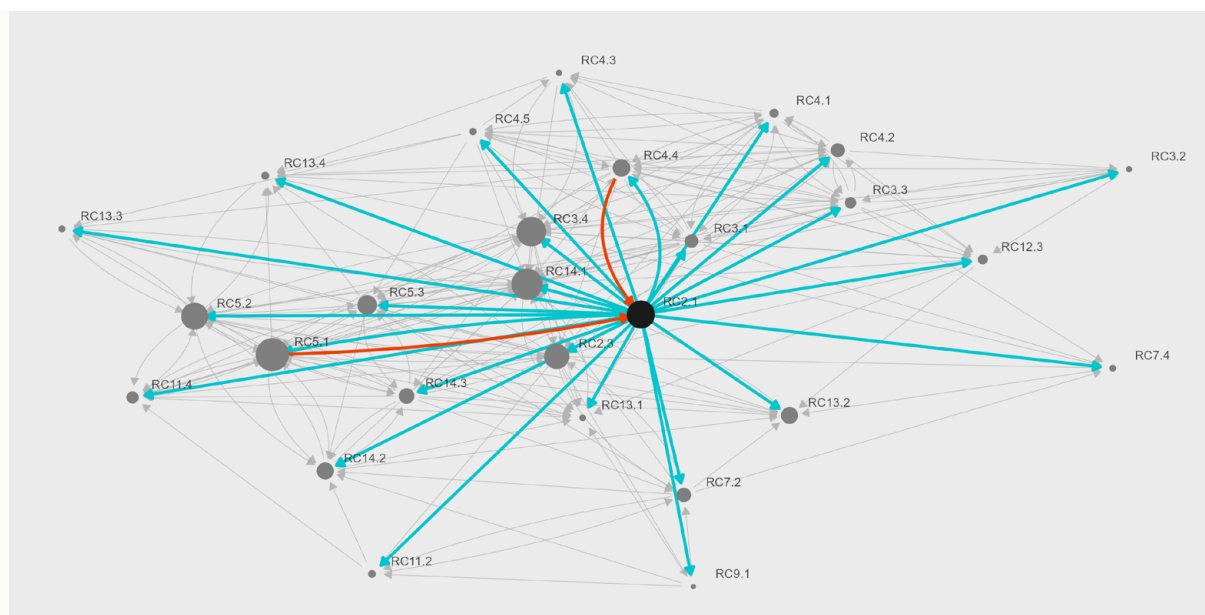 RC4.3
RC4.1
RC4.5
RC4.2
RC4.4
RC3.2
RC13.4
RC3.3
RC13.3
RC3.4
RC3.1
RC12.3
RC14.1
RC5.3
RC5.2
RC2.1
RC5.1
RC2.3
RC7.4
RC11.4
RC14.3
RC13.1
RC13.2
RC14.2
RC7.2
RC11.2
RC9.1